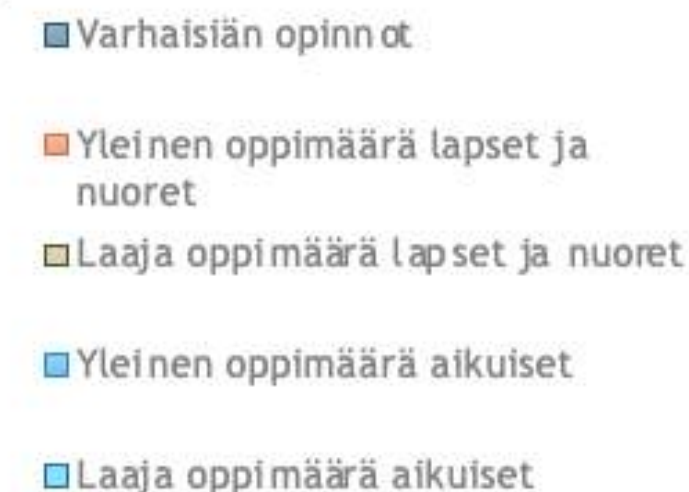 Varhaisiän opinnot
Yleinen oppimäärä lapset ja
nuoret
Laaja oppimäärä lapset ja nuoret
Yleinen oppimäärä aikuiset
Laaja oppimäärä aikuiset